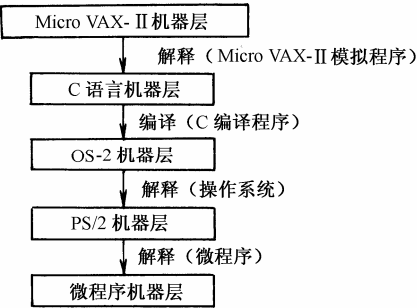 Micro VAX-Ⅱ机器层
解释（Micro VAX-Ⅱ模拟程序）
C 语言机器层
编译（C 编译程序）
OS-2 机器层
解释（操作系统）
PS/2 机器层
解释（微程序）
微程序机器层